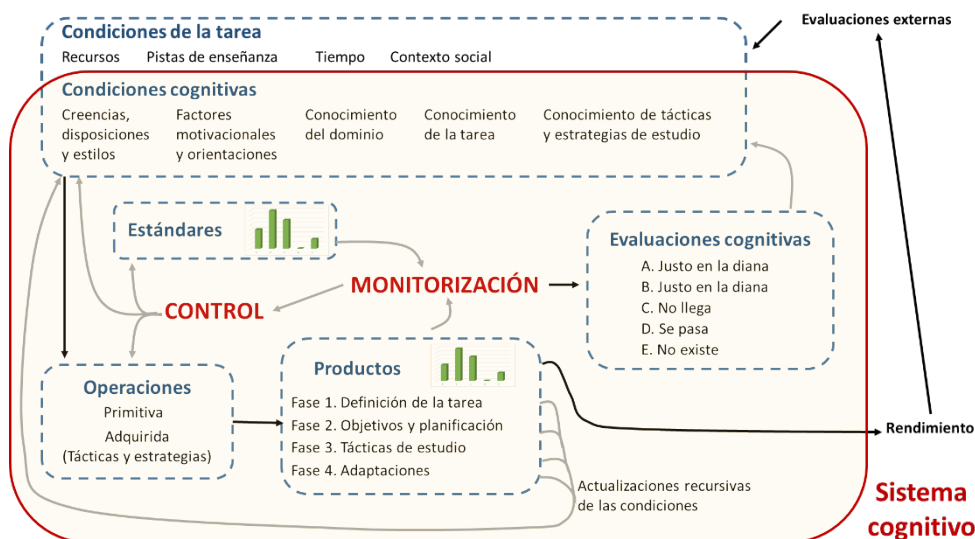 Condiciones de la tarea
Evaluaciones externas
Recursos Pistas de enseñanza Tiempo Contexto social
Condiciones cognitivas
Creencias,
disposiciones
y estilos
Factores
motivacionales
y orientaciones
Conocimiento
del dominio
Conocimiento
de la tarea
Conocimiento de tácticas
y estrategias de estudio
Estándares
Evaluaciones cognitivas
A. Justo en la diana
B. Justo en la diana
C. No llega
D. Se pasa
E. No existe
MONITORIZACIÓN
CONTROL
Operaciones
Primitiva
Adquirida
(Tácticas y estrategias)
Productos
Fase 1. Definición de la tarea
Fase 2. Objetivos y planificación
Fase 3. Tácticas de estudio
Fase 4. Adaptaciones
Rendimiento
Actualizaciones recursivas
de las condiciones
Sistema
cognitivo